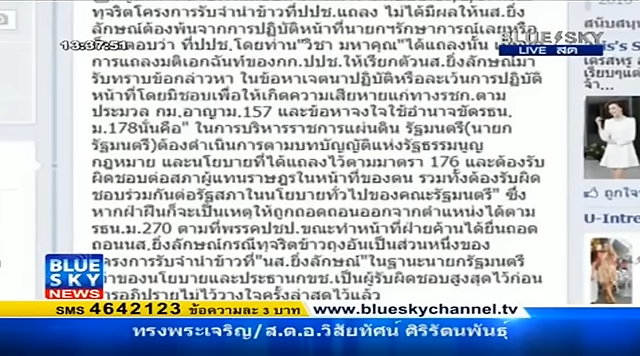 ทุจริตโครงการรับจำนำข้าวที่ปปช.แถลง ไม่ได้มีผลให้นส.ยิ่ง
ลักษณ์ต้องพ้นจากการปฏิบัติหน้าที่นายกฯรักษาการณ์เลยหรือ
13:37:51
ตอบว่า ที่ปปช.โดยท่าน"วิชา มหาคุณ"ได้แถลงนั้น
BLUE SKY
LIVE สด
การแถลงมติเอกฉันท์ของกก.ปปช.ให้เรียกตัวนส.ยิ่งลักษณ์มา
รับทราบข้อกล่าวหา ในข้อหาเจตนาปฏิบัติหรือละเว้นการปฏิบัติ
หน้าที่โดยมิชอบเพื่อให้เกิดความเสียหายแก่ทางรชก.ตาม
ประมวล กม.อาญาม.157 และข้อหาจงใจใช้อำนาจขัดรธน.
ม.178นั้นคือ" ในการบริหารราชการแผ่นดิน รัฐมนตรี(นายก
รัฐมนตรี)ต้องดำเนินการตามบทบัญญัติแห่งรัฐธรรมนูญ
กฎหมาย และนโยบายที่ได้แถลงไว้ตามมาตรา 176 และต้องรับ
ผิดชอบต่อสภาผู้แทนราษฎรในหน้าที่ของตน รวมทั้งต้องรับผิด
ชอบร่วมกันต่อรัฐสภาในนโยบายทั่วไปของคณะรัฐมนตรี" ซึ่ง
หากฝ่าฝืนก็จะเป็นเหตุให้ถูกถอดถอนออกจากตำแหน่งได้ตาม
รธน.ม.270 ตามที่พรรคปชป.ขณะทำหน้าที่ฝ่ายค้านได้ยื่นถอด
ถอนนส.ยิ่งลักษณ์กรณีทุจริตข้าวถุงอันเป็นส่วนหนึ่งของ
โครงการรับจำนำข้าวที่"นส.ยิ่งลักษณ์"ในฐานะนายกรัฐมนตรี
ของนโยบายและประธานกขช.เป็นผู้รับผิดชอบสูงสุดไว้ก่อน
การอภิปรายไม่ไว้วางใจครั้งล่าสุดไว้แล้ว
สนับสนุน
ถูกใจ
U-Intre
BLUE
SKY
NEWS
SMS 4642123 ข้อความละ 3 บาท
www.blueskychannel.tv
ทรงพระเจริญ/ส.ต.อ.วิสัยทัศน์ ศิริรัตนพันธุ์